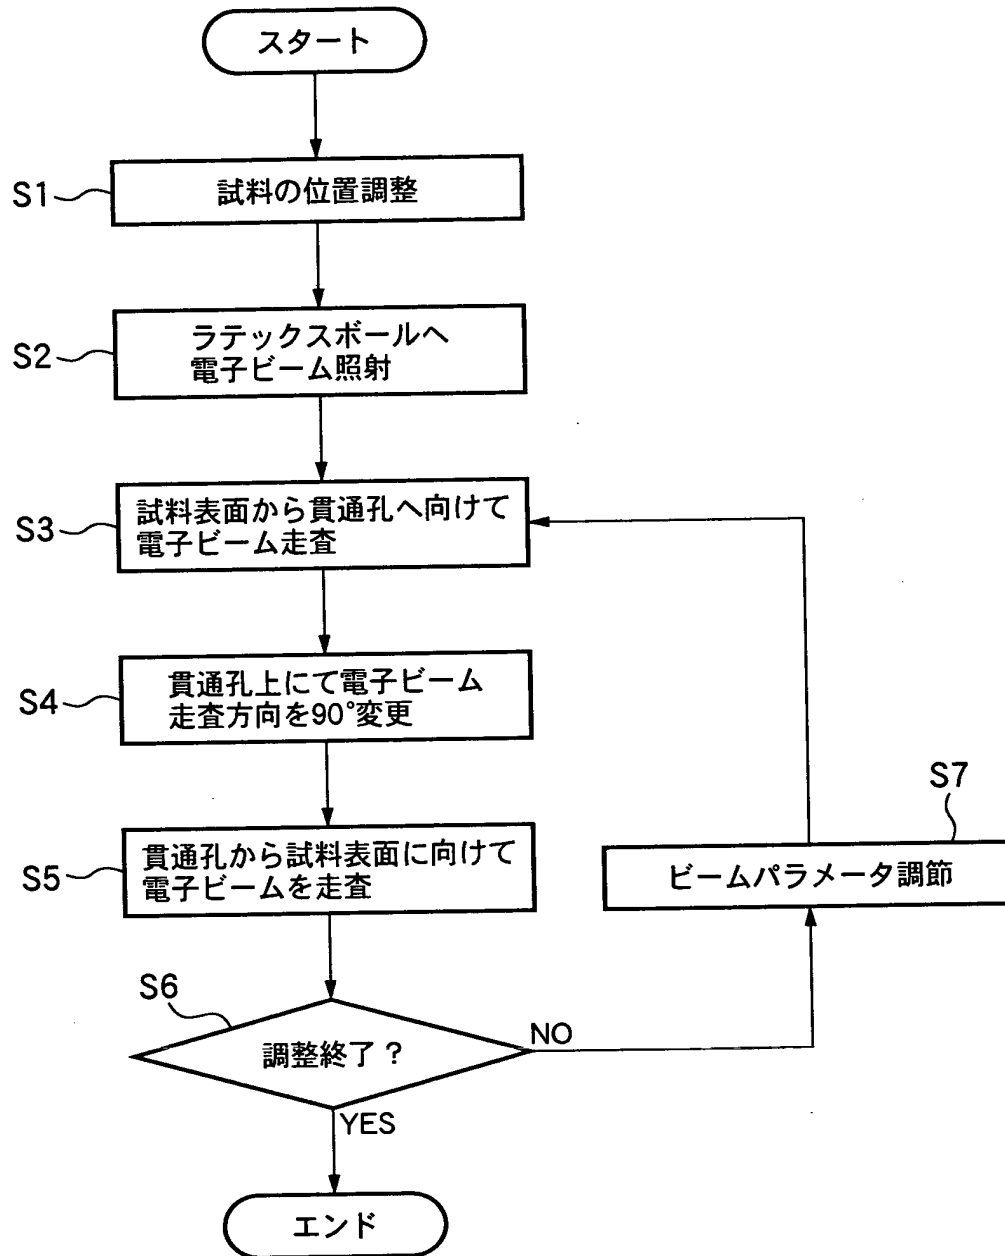 スタート
S1
試料の位置調整
S2
ラテックスボールへ
電子ビーム照射
S3
試料表面から貫通孔へ向けて
電子ビーム走査
S4
貫通孔上にて電子ビーム
走査方向を90°変更
S5
貫通孔から試料表面に向けて
電子ビームを走査
S7
ビームパラメータ調節
S6
調整終了？
NO
YES
エンド